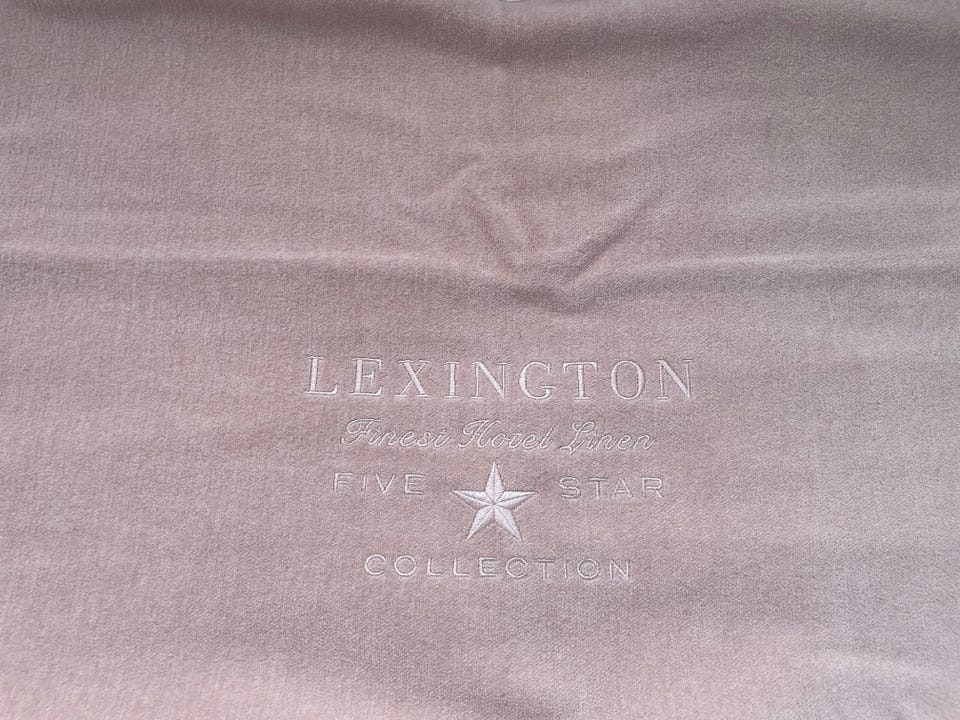 LEXINGTON
Finest Hotel Linen
FIVE STAR
COLLECTION